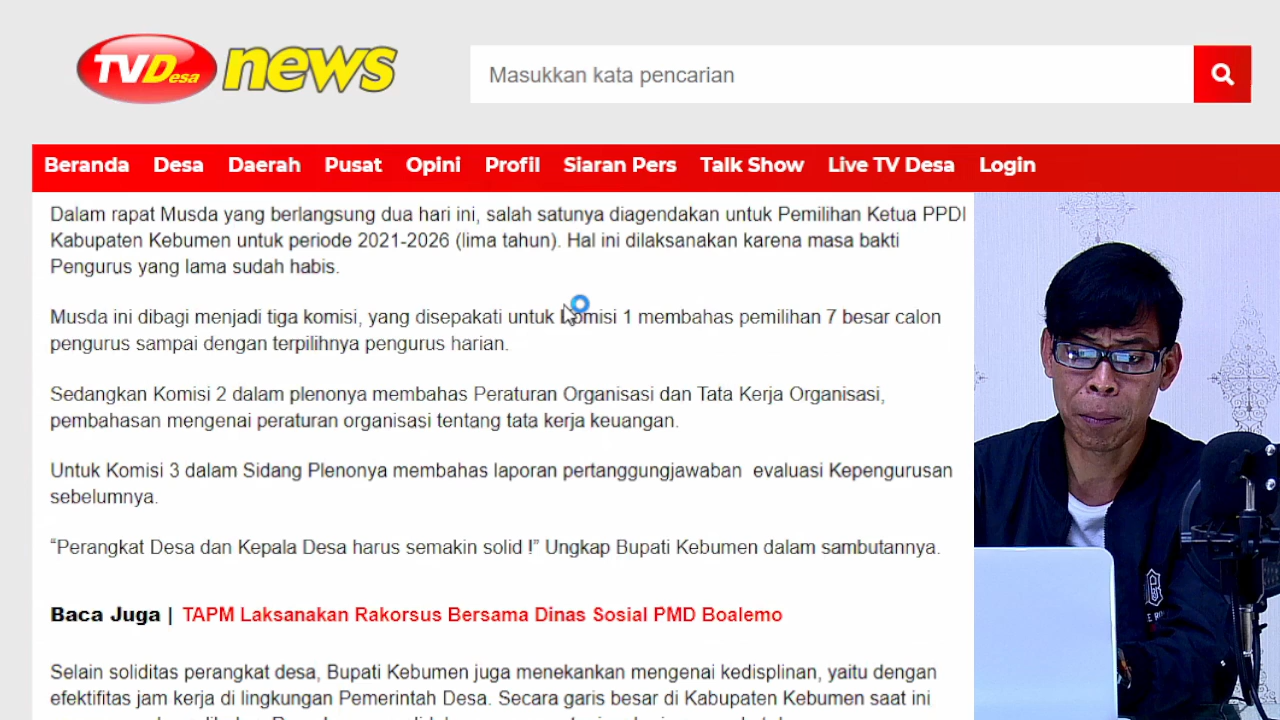 TVDesa news
Masukkan kata pencarian
Beranda Desa Daerah Pusat Opini Profil Siaran Pers Talk Show Live TV Desa Login
Dalam rapat Musda yang berlangsung dua hari ini, salah satunya diagendakan untuk Pemilihan Ketua PPDI
Kabupaten Kebumen untuk periode 2021-2026 (lima tahun). Hal ini dilaksanakan karena masa bakti
Pengurus yang lama sudah habis.
Musda ini dibagi menjadi tiga komisi, yang disepakati untuk Komisi 1 membahas pemilihan 7 besar calon
pengurus sampai dengan terpilihnya pengurus harian.
Sedangkan Komisi 2 dalam plenonya membahas Peraturan Organisasi dan Tata Kerja Organisasi,
pembahasan mengenai peraturan organisasi tentang tata kerja keuangan.
Untuk Komisi 3 dalam Sidang Plenonya membahas laporan pertanggungjawaban evaluasi Kepengurusan
sebelumnya.
“Perangkat Desa dan Kepala Desa harus semakin solid !” Ungkap Bupati Kebumen dalam sambutannya.
Baca Juga | TAPM Laksanakan Rakorsus Bersama Dinas Sosial PMD Boalemo
Selain soliditas perangkat desa, Bupati Kebumen juga menekankan mengenai kedisplinan, yaitu dengan
efektifitas jam kerja di lingkungan Pemerintah Desa. Secara garis besar di Kabupaten Kebumen saat ini